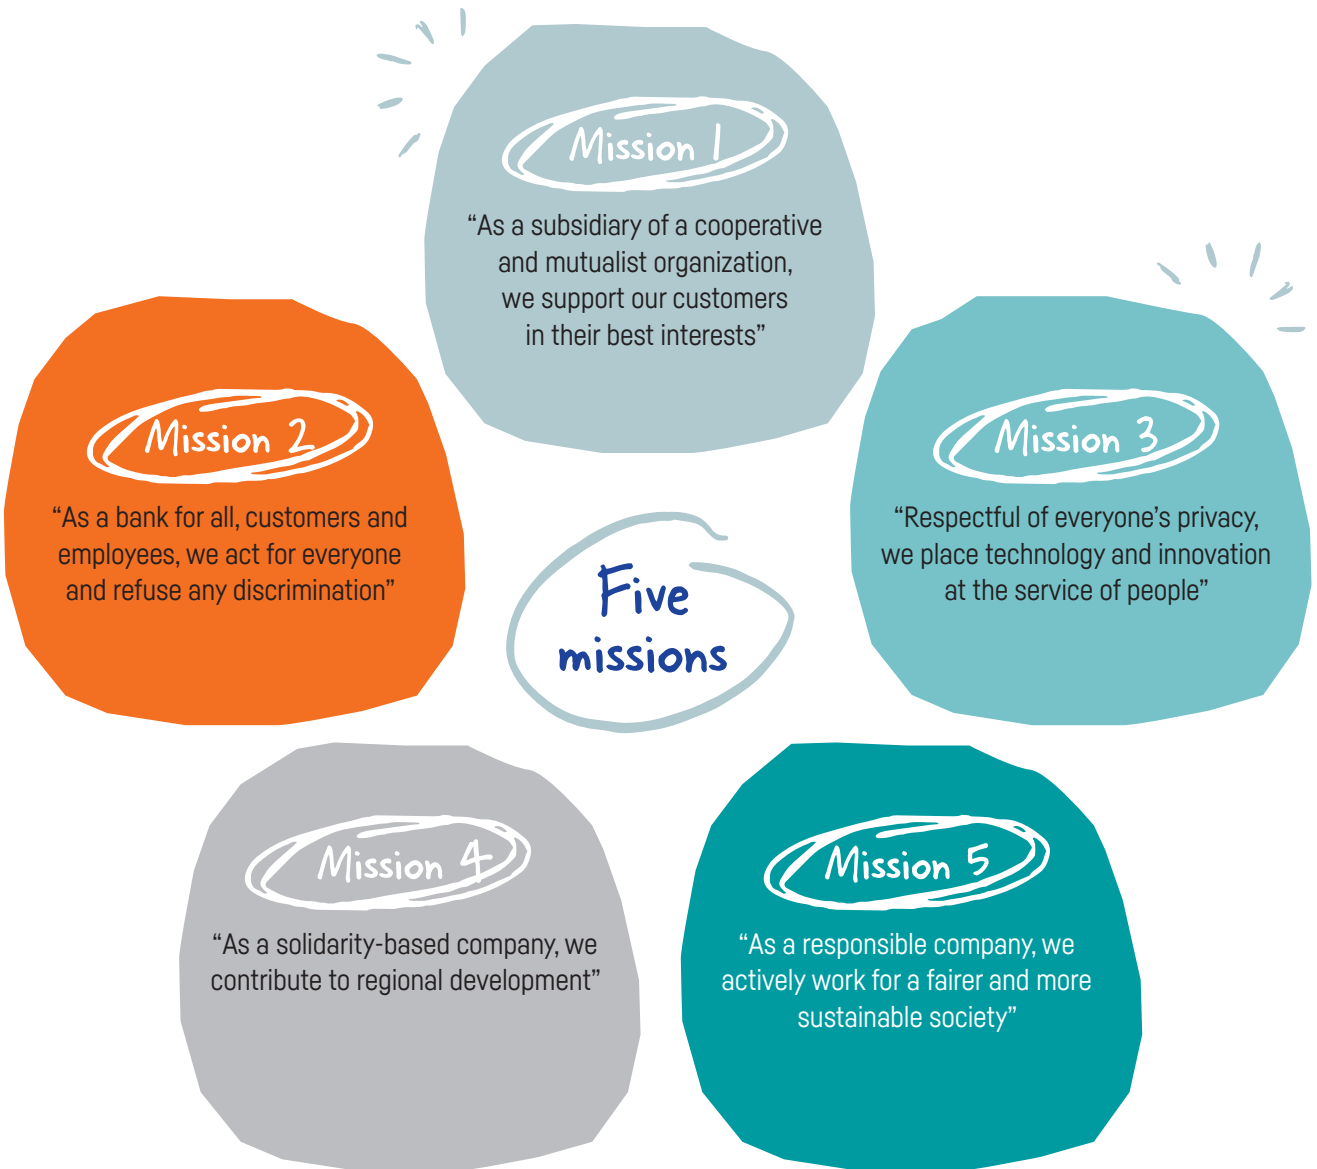 Mission 1
“As a subsidiary of a cooperative
and mutualist organization,
we support our customers
in their best interests”
Mission 2
“As a bank for all, customers and
employees, we act for everyone
and refuse any discrimination”
Mission 3
“Respectful of everyone’s privacy,
we place technology and innovation
at the service of people”
Five
missions
Mission 4
“As a solidarity-based company, we
contribute to regional development”
Mission 5
“As a responsible company, we
actively work for a fairer and more
sustainable society”